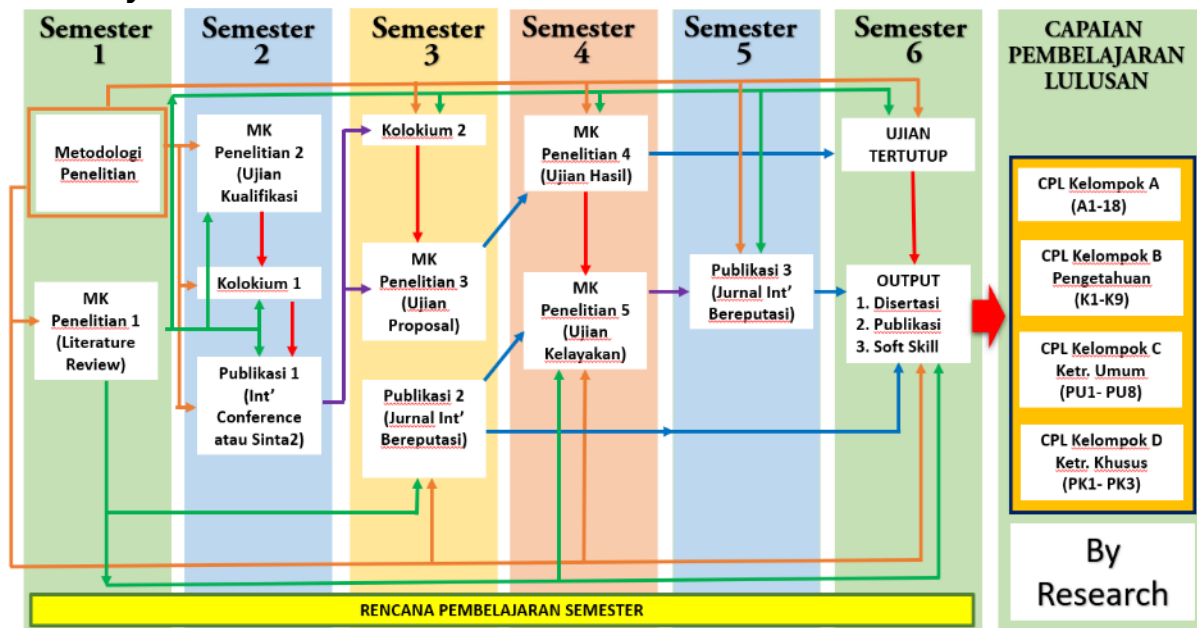 Semester
1
Metodologi
Penelitian
MK
Penelitian 1
(Literature
Review)
Semester
2
MK
Penelitian 2
(Ujian
Kualifikasi
Kolokium 1
Publikasi 1
(Int'
Conference
atau Sinta2)
Semester
3
Kolokium 2
MK
Penelitian 3
(Ujian
Proposal)
Publikasi 2
(Jurnal Int'
Bereputasi)
Semester
4
MK
Penelitian 4
(Ujian Hasil)
MK
Penelitian 5
(Ujian
Kelayakan)
Semester
5
Publikasi 3
(Jurnal Int'
Bereputasi)
Semester
6
UJIAN
TERTUTUP
OUTPUT
1. Disertasi
2. Publikasi
3. Soft Skill
CAPAIAN
PEMBELAJARAN
LULUSAN
CPL Kelompok A
(A1-18)
CPL Kelompok B
Pengetahuan
(K1-K9)
CPL Kelompok C
Ketr. Umum
(PU1- PU8)
CPL Kelompok D
Ketr. Khusus
(PK1- PK3)
By
Research
RENCANA PEMBELAJARAN SEMESTER